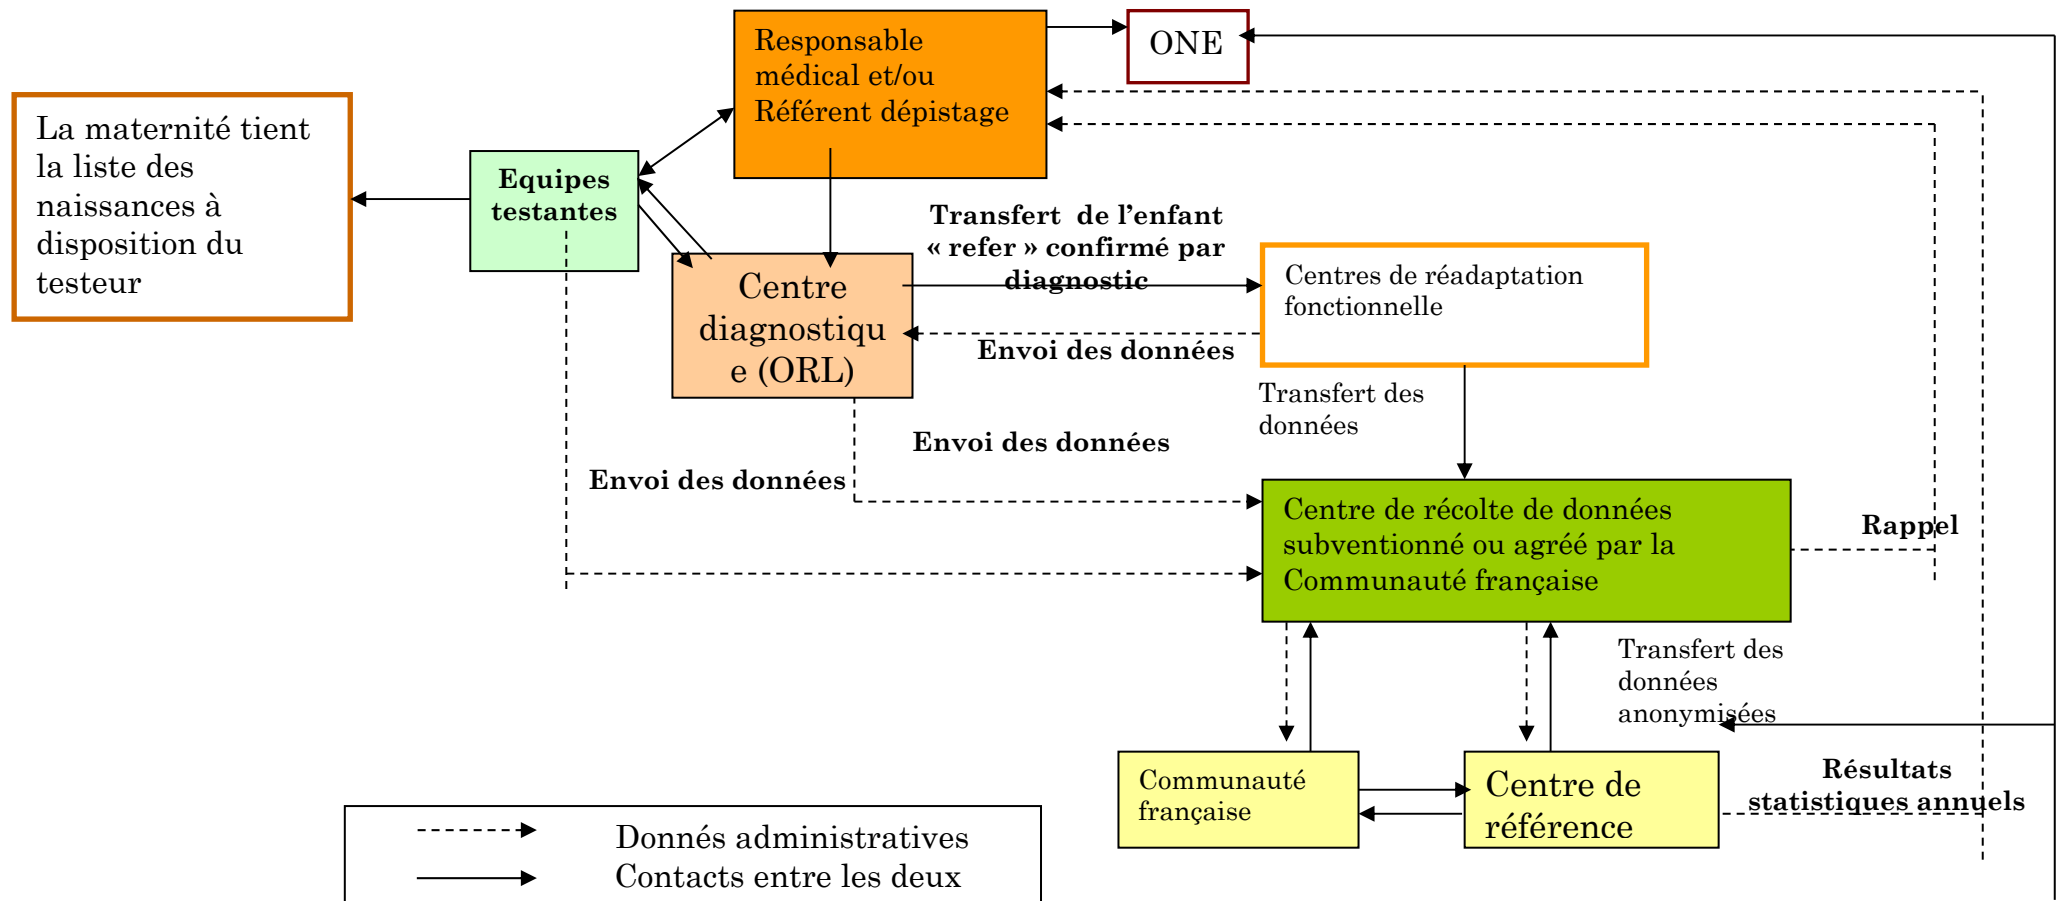 Responsable
médical et/ou
Référent dépistage
ONE
La maternité tient
la liste des
naissances à
disposition du
testeur
Equipes
testantes
Transfert de l’enfant
« refer » confirmé par
diagnostic
Centre
diagnostiqu
e (ORL)
Centres de réadaptation
fonctionnelle
Envoi des données
Transfert des
données
Envoi des données
Envoi des données
Centre de récolte de données
subventionné ou agréé par la
Communauté française
Rappel
Transfert des
données
anonymisées
Communauté
française
Centre de
référence
Résultats
statistiques annuels
Donnés administratives
Contacts entre les deux